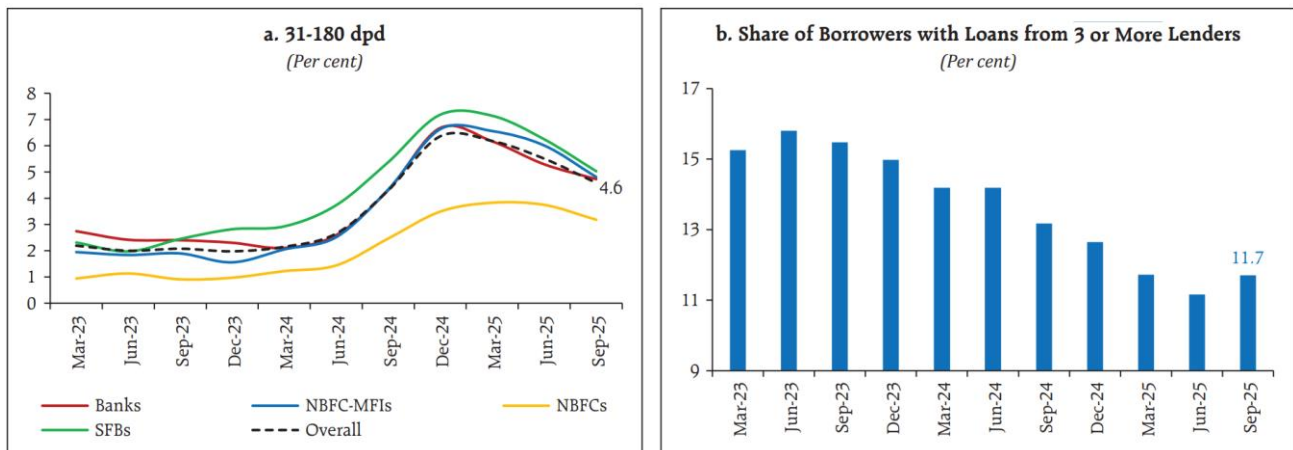 a. 31-180 dpd
(Per cent)
8
7
6
5
4
3
2
1
0
4.6
Mar-23
Jun-23
Sep-23
Dec-23
Mar-24
Jun-24
Sep-24
Dec-24
Mar-25
Jun-25
Sep-25
Banks NBFC-MFIs NBFCs
SFBs Overall
b. Share of Borrowers with Loans from 3 or More Lenders
(Per cent)
17
15
13
11
9
11.7
Mar-23
Jun-23
Sep-23
Dec-23
Mar-24
Jun-24
Sep-24
Dec-24
Mar-25
Jun-25
Sep-25